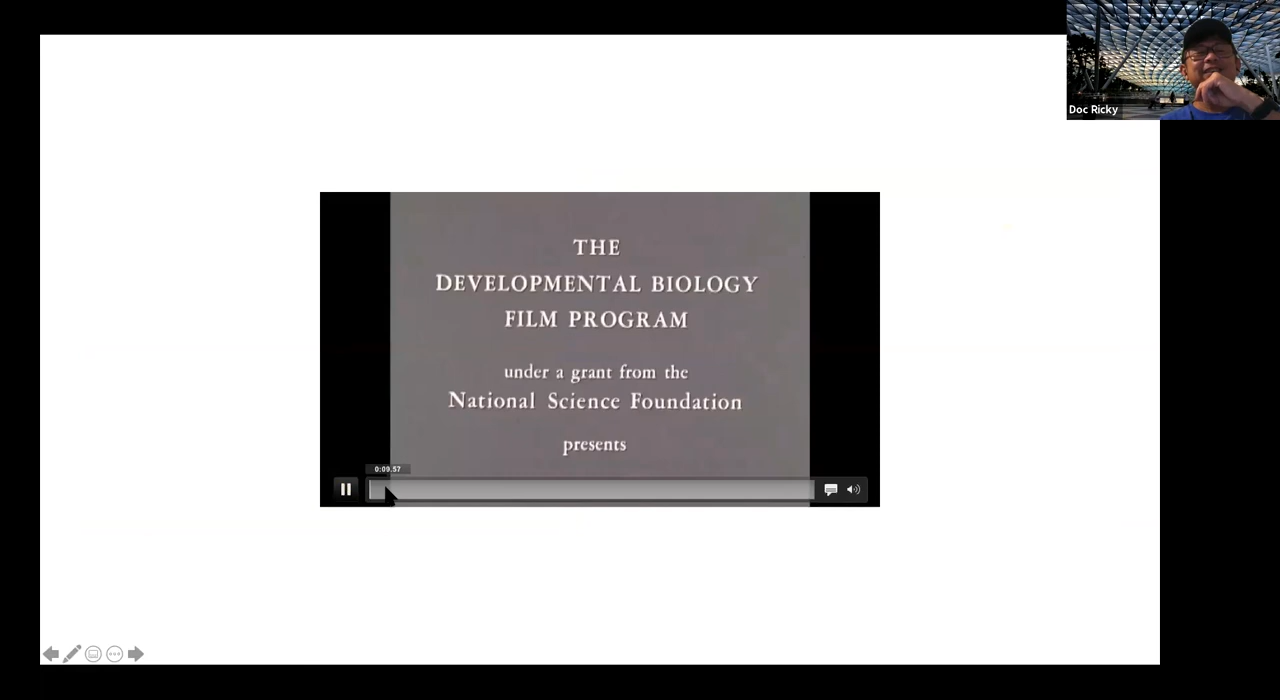 Doc Ricky
THE
DEVELOPMENTAL BIOLOGY
FILM PROGRAM
under a grant from the
National Science Foundation
presents
0:09.57